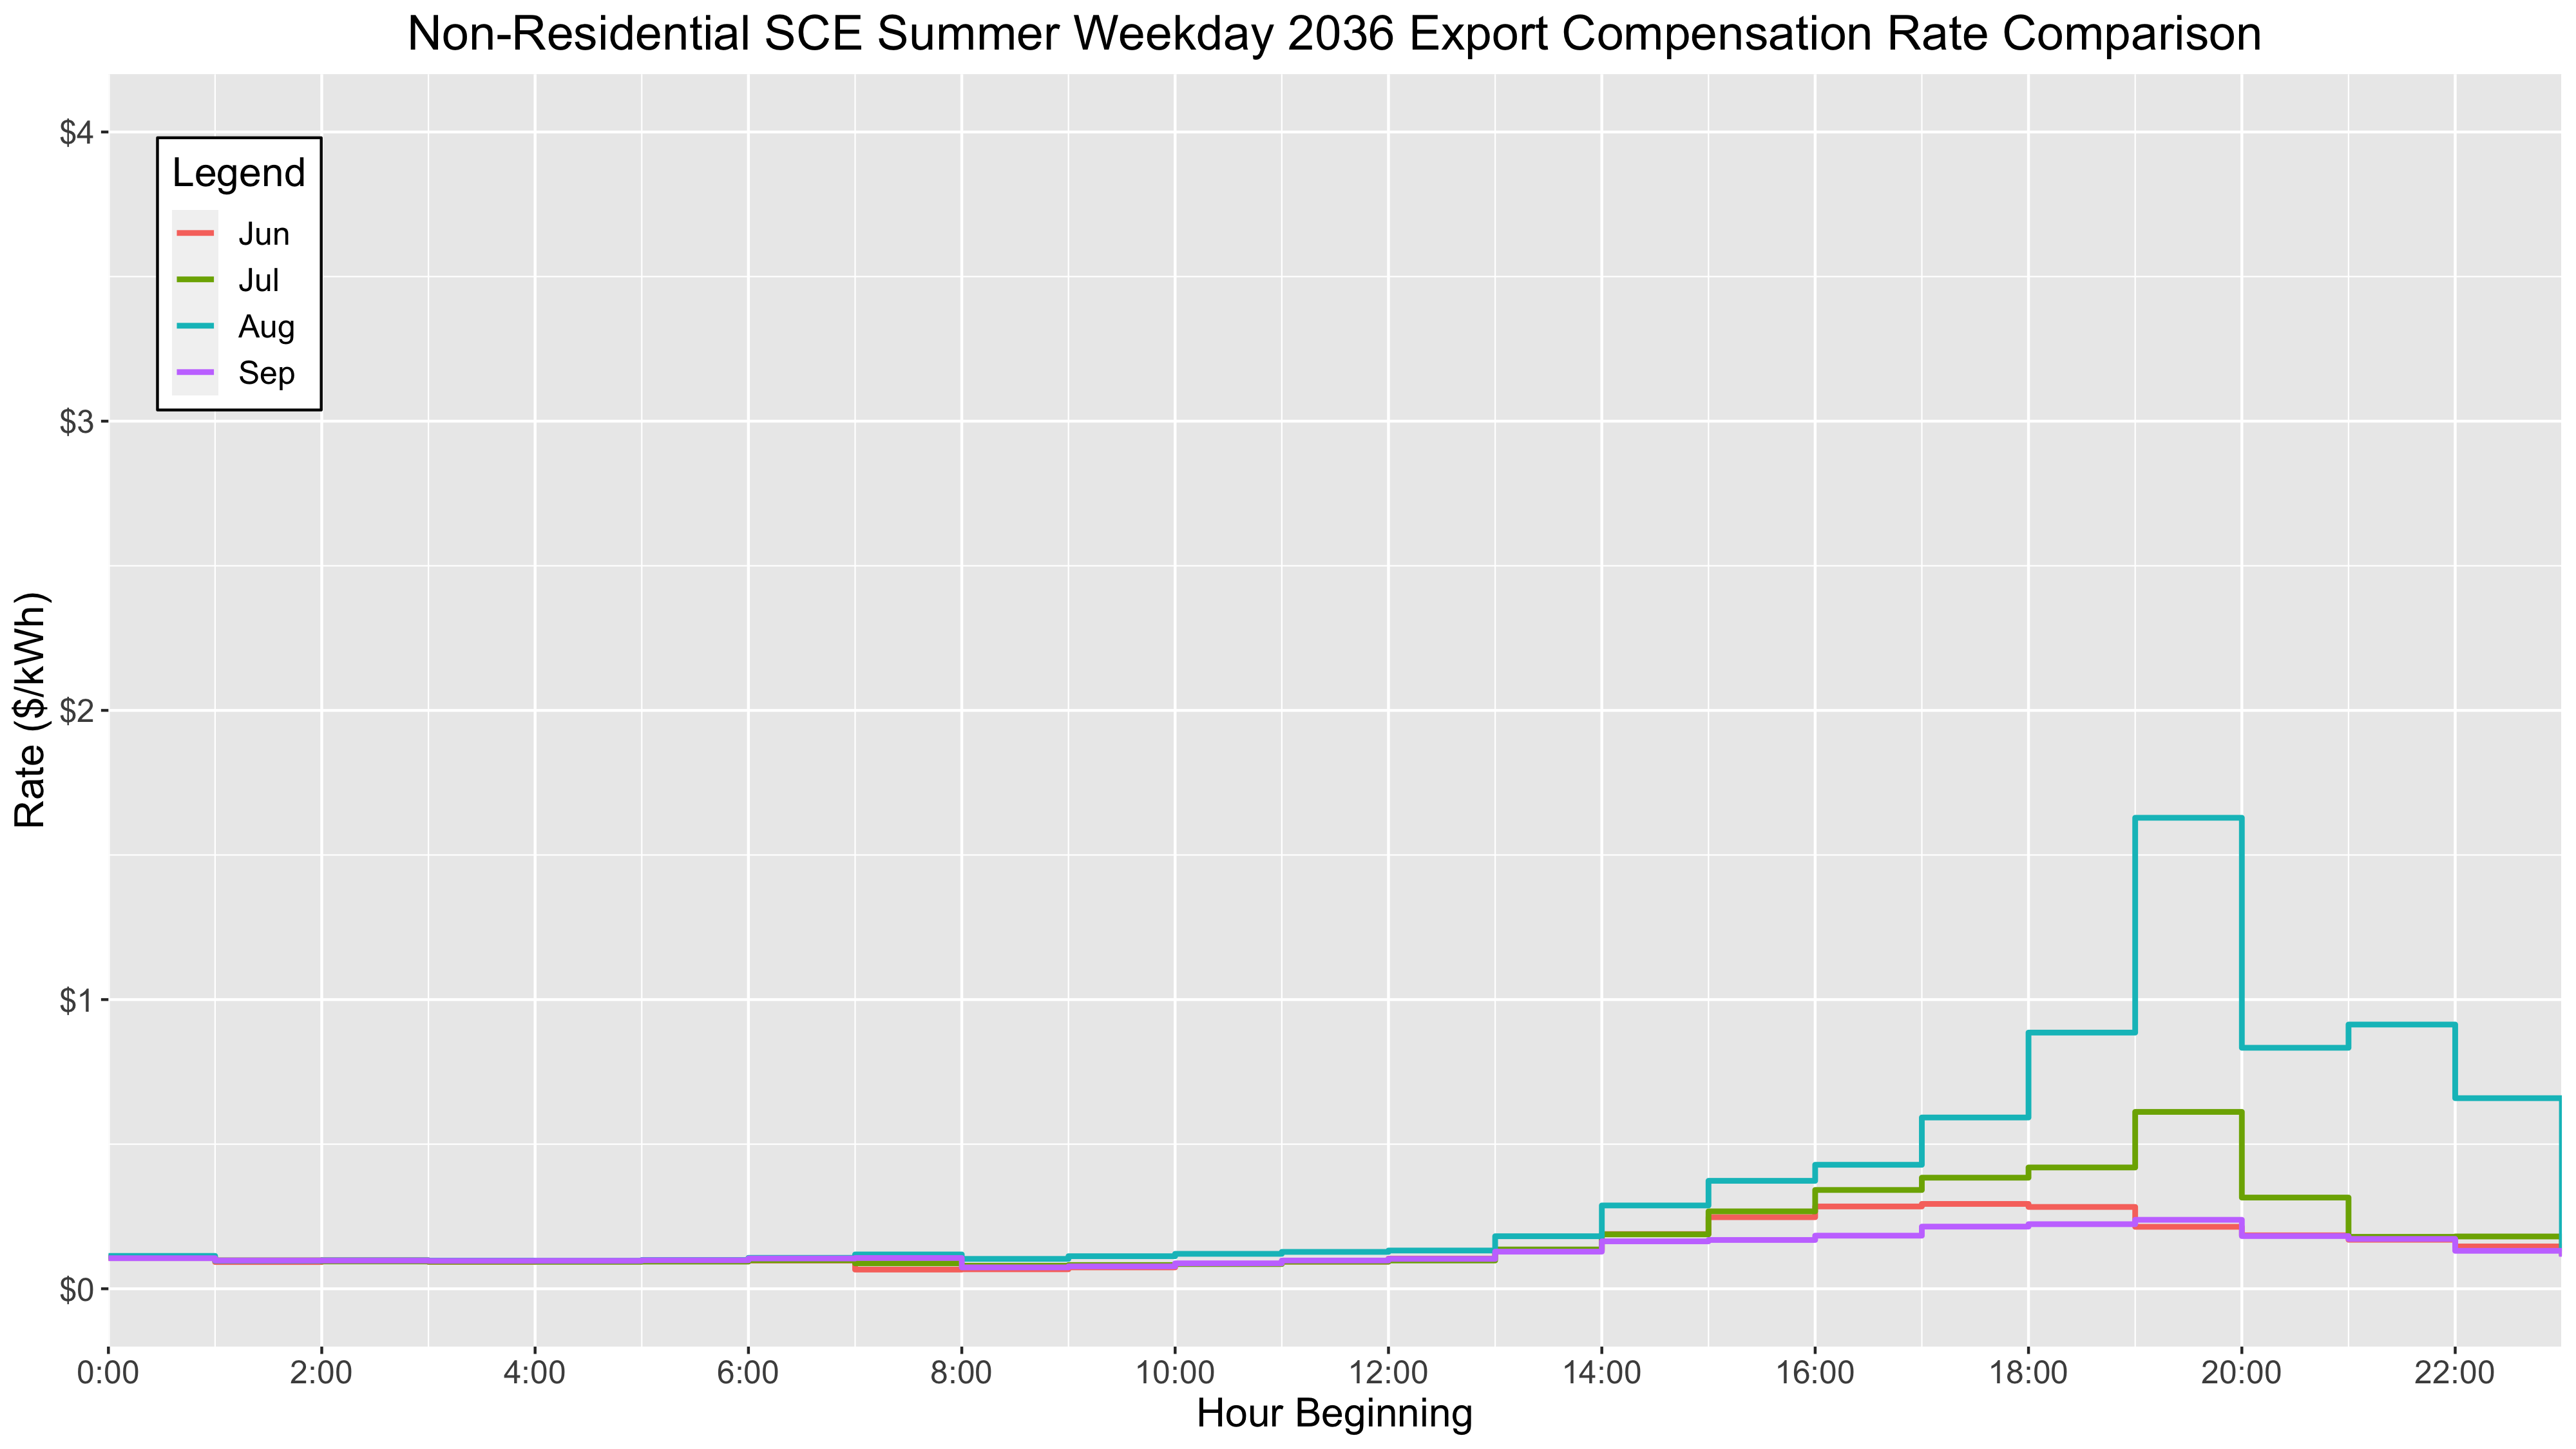 Non-Residential SCE Summer Weekday 2036 Export Compensation Rate Comparison
Rate ($/kWh)
$4
$3
$2
$1
$0
Legend
Jun
Jul
Aug
Sep
0:00 2:00 4:00 6:00 8:00 10:00 12:00 14:00 16:00 18:00 20:00 22:00
Hour Beginning